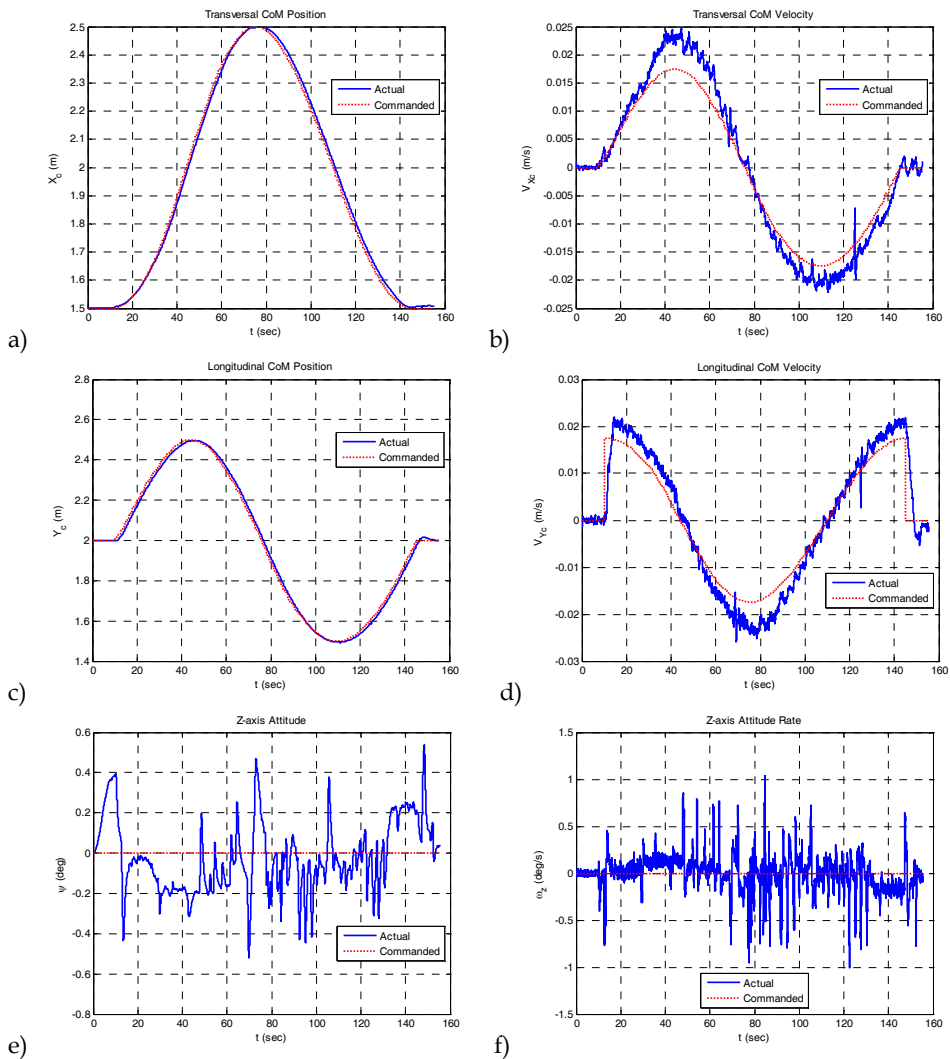 Transversal CoM Position
2.5
2.4
2.3
2.2
2.1
2
1.9
1.8
1.7
1.6
1.5
X_c (m)
Actual
Commanded
0 20 40 60 80 100 120 140 160
t (sec)
a)
Transversal CoM Velocity
0.025
0.02
0.015
0.01
0.005
0
-0.005
-0.01
-0.015
-0.02
-0.025
V_Xc (m/s)
Actual
Commanded
0 20 40 60 80 100 120 140 160
t (sec)
b)
Longitudinal CoM Position
2.8
2.6
2.4
2.2
2
1.8
1.6
1.4
Y_c (m)
Actual
Commanded
0 20 40 60 80 100 120 140 160
t (sec)
c)
Longitudinal CoM Velocity
0.03
0.02
0.01
0
-0.01
-0.02
-0.03
V_Yc (m/s)
Actual
Commanded
0 20 40 60 80 100 120 140 160
t (sec)
d)
Z-axis Attitude
0.6
0.4
0.2
0
-0.2
-0.4
-0.6
-0.8
ψ (deg)
Actual
Commanded
0 20 40 60 80 100 120 140 160
t (sec)
e)
Z-axis Attitude Rate
1.5
1
0.5
0
-0.5
-1
-1.5
ω_z (deg/s)
Actual
Commanded
0 20 40 60 80 100 120 140 160
t (sec)
f)